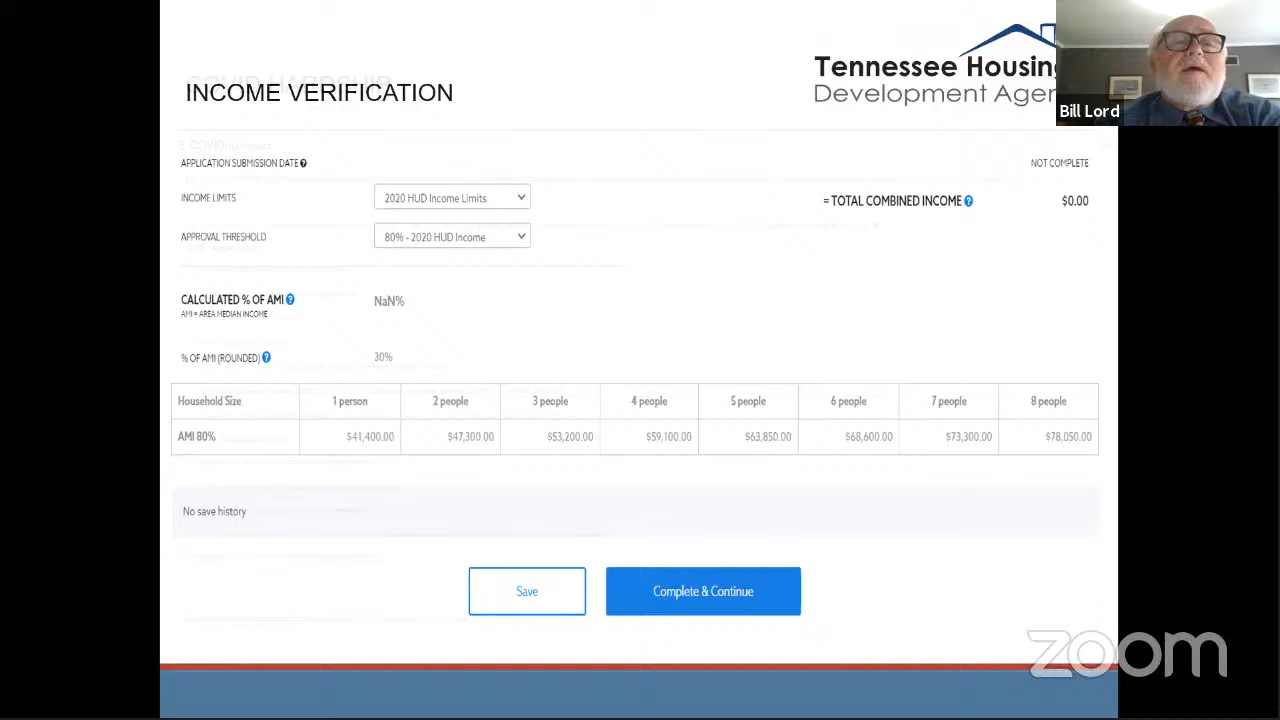 Tennessee Housing
Development Agen
Bill Lord
COVID HARDSHIP
INCOME VERIFICATION
APPLICATION SUBMISSION DATE
NOT COMPLETE
INCOME LIMITS
2020 HUD Income Limits
= TOTAL COMBINED INCOME
$0.00
APPROVAL THRESHOLD
80% - 2020 HUD Income
CALCULATED % OF AMI
NaN%
AMI = AREA MEDIAN INCOME
% OF AMI (ROUNDED)
30%
Household Size 1 person 2 people 3 people 4 people 5 people 6 people 7 people 8 people
AMI 80% $41,400.00 $47,300.00 $53,200.00 $59,100.00 $63,850.00 $68,600.00 $73,300.00 $78,050.00
No save history
Save
Complete & Continue
zoom